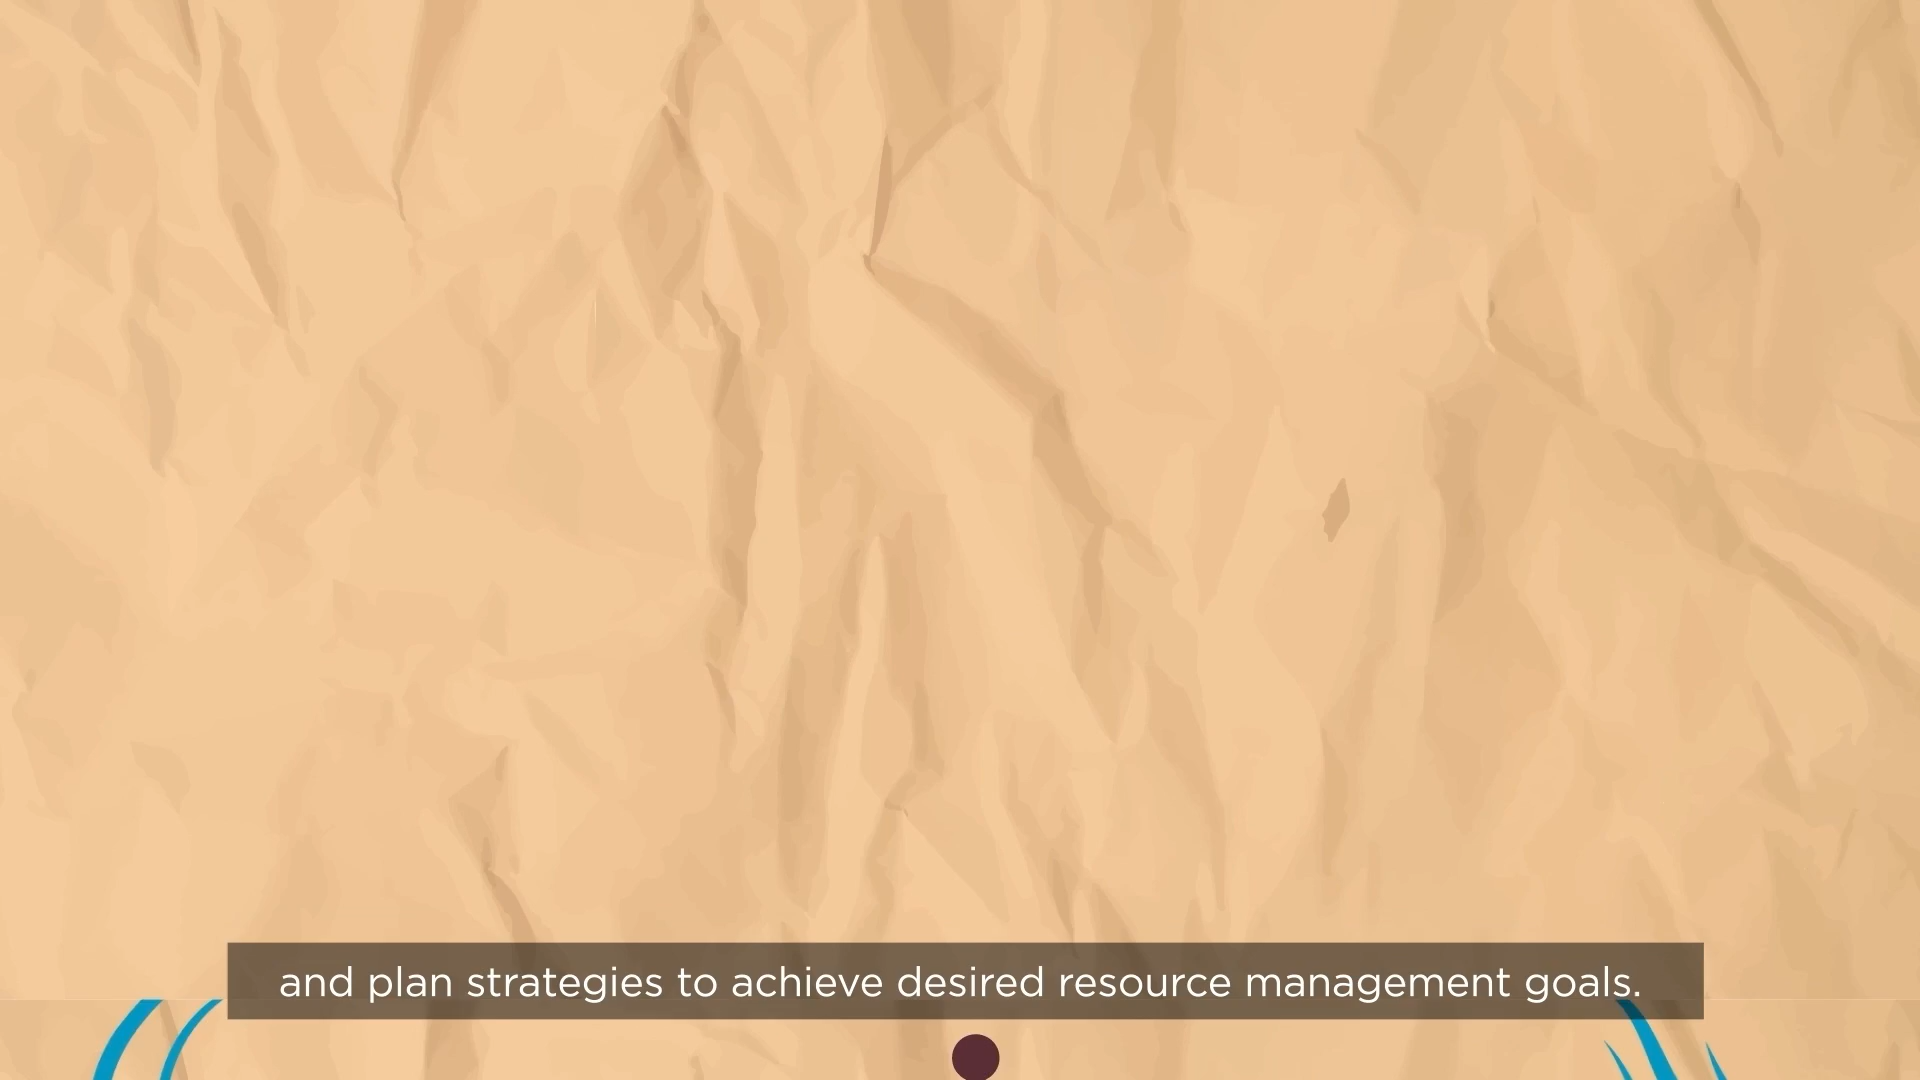 and plan strategies to achieve desired resource management goals.